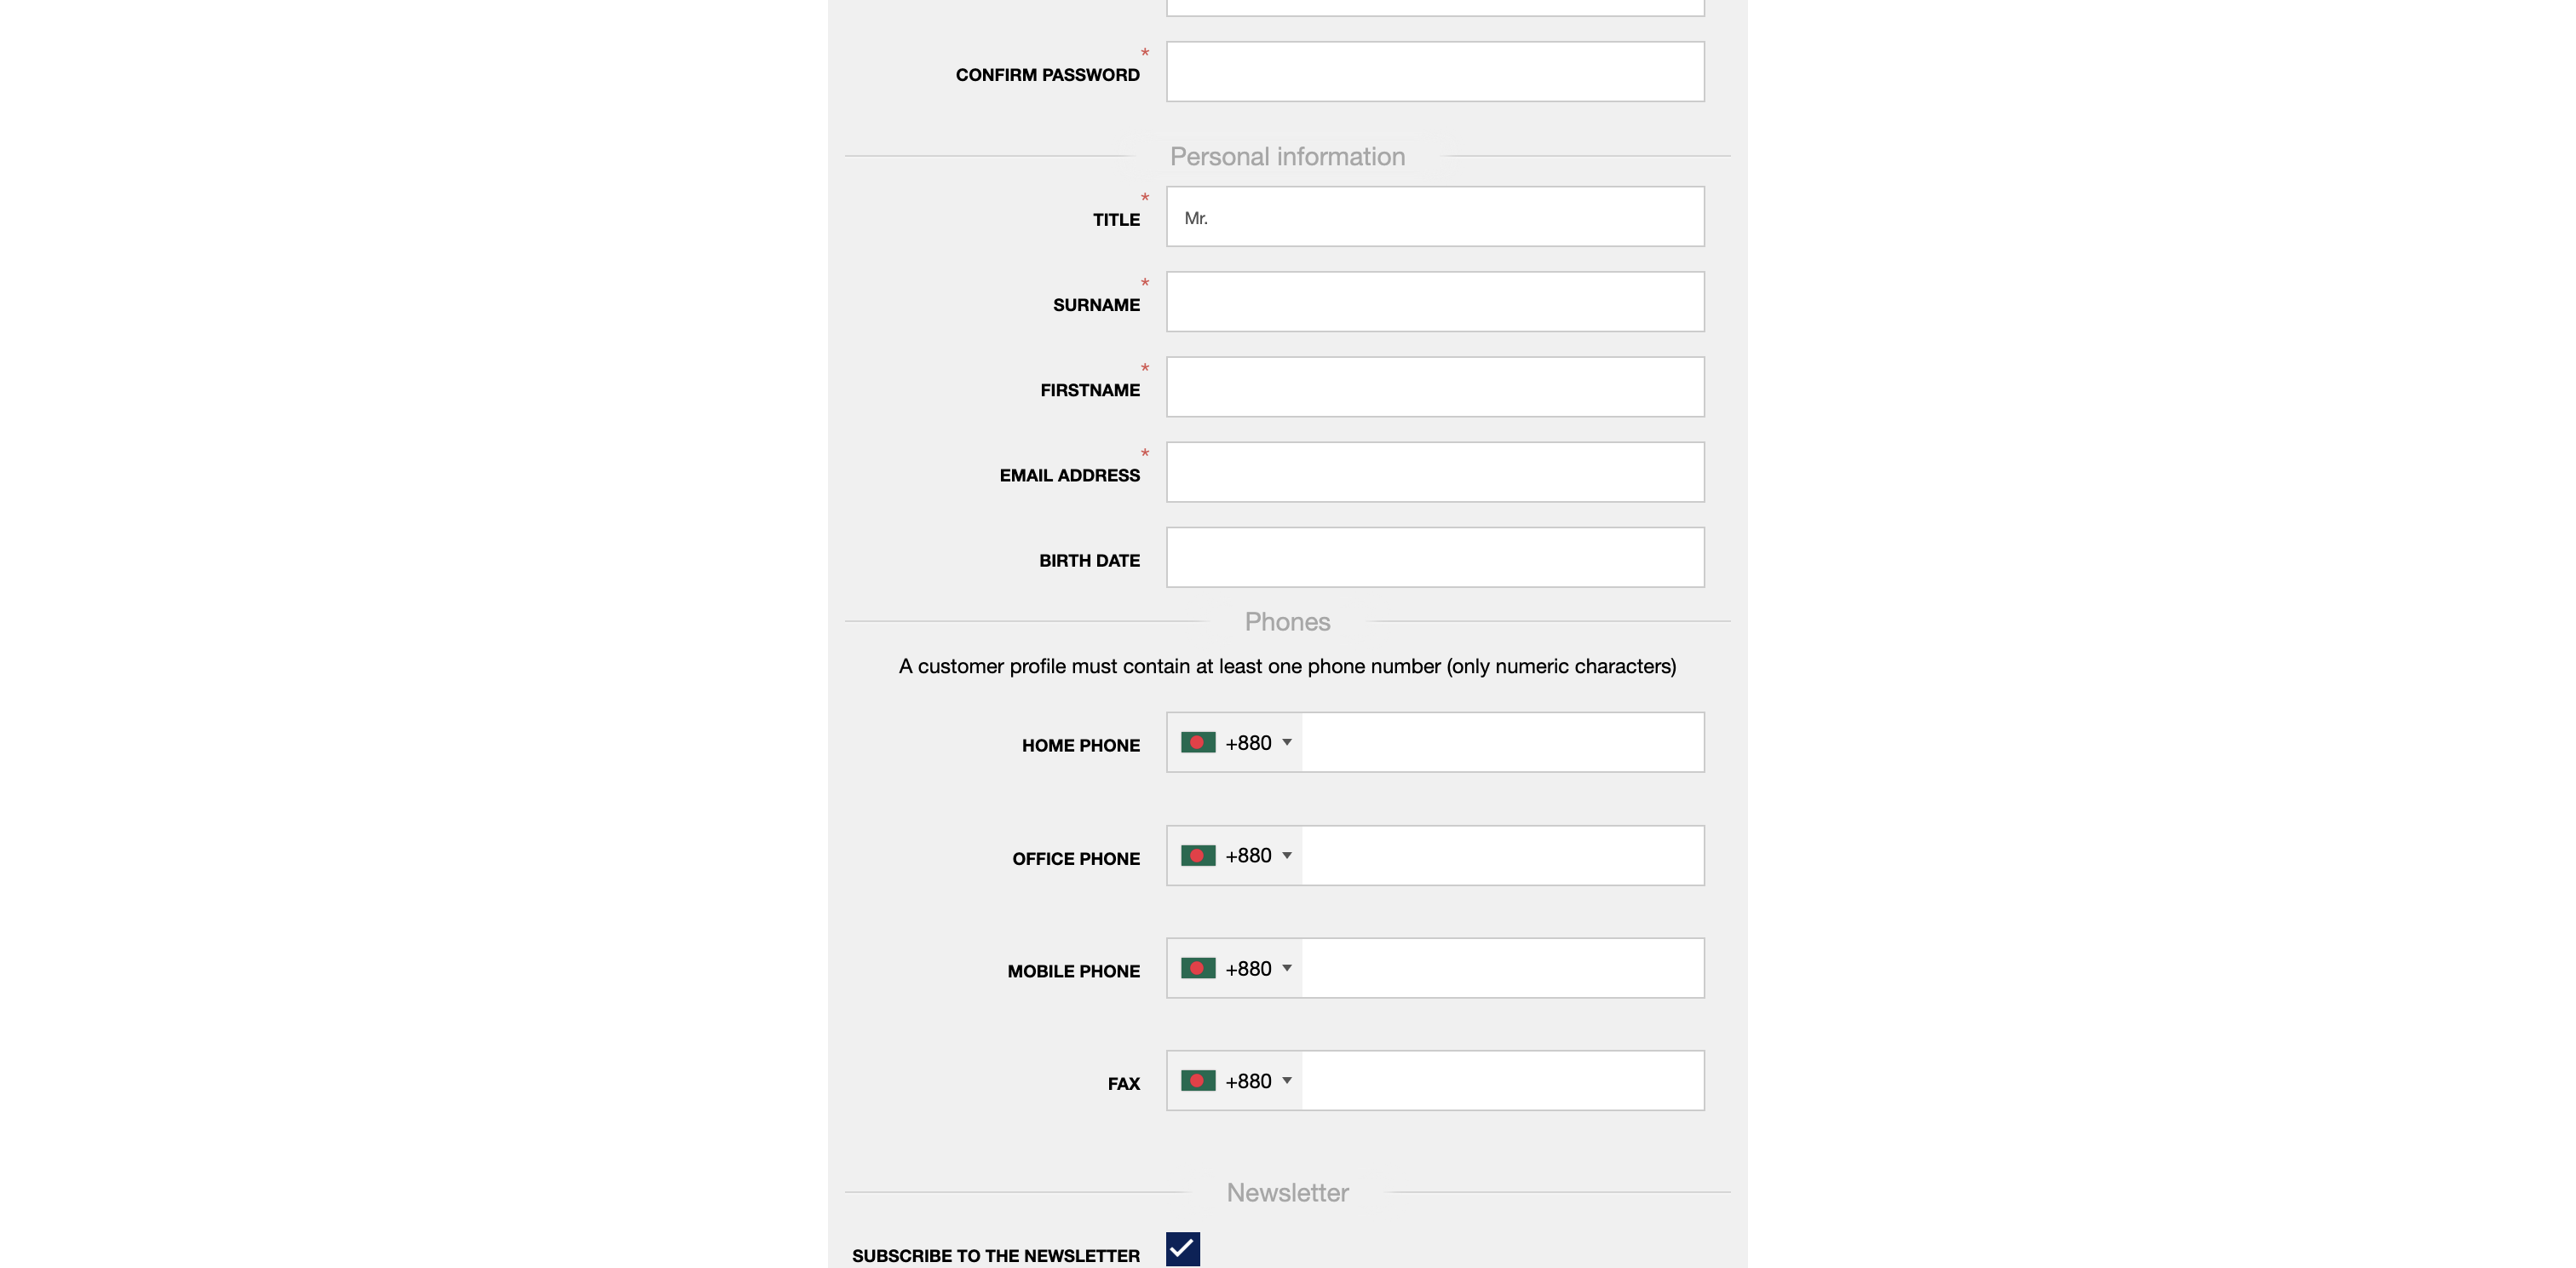 CONFIRM PASSWORD *
Personal information
TITLE * Mr.
SURNAME *
FIRSTNAME *
EMAIL ADDRESS *
BIRTH DATE
Phones
A customer profile must contain at least one phone number (only numeric characters)
HOME PHONE +880
OFFICE PHONE +880
MOBILE PHONE +880
FAX +880
Newsletter
SUBSCRIBE TO THE NEWSLETTER